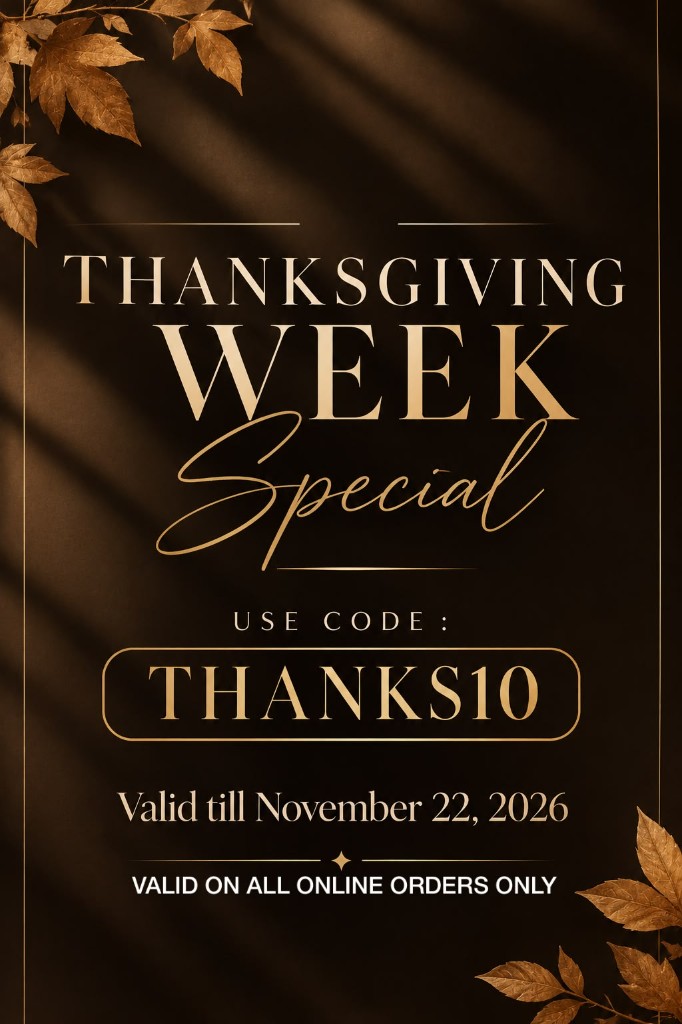 THANKSGIVING
WEEK
Special
USE CODE :
THANKS10
Valid till November 22, 2026
VALID ON ALL ONLINE ORDERS ONLY